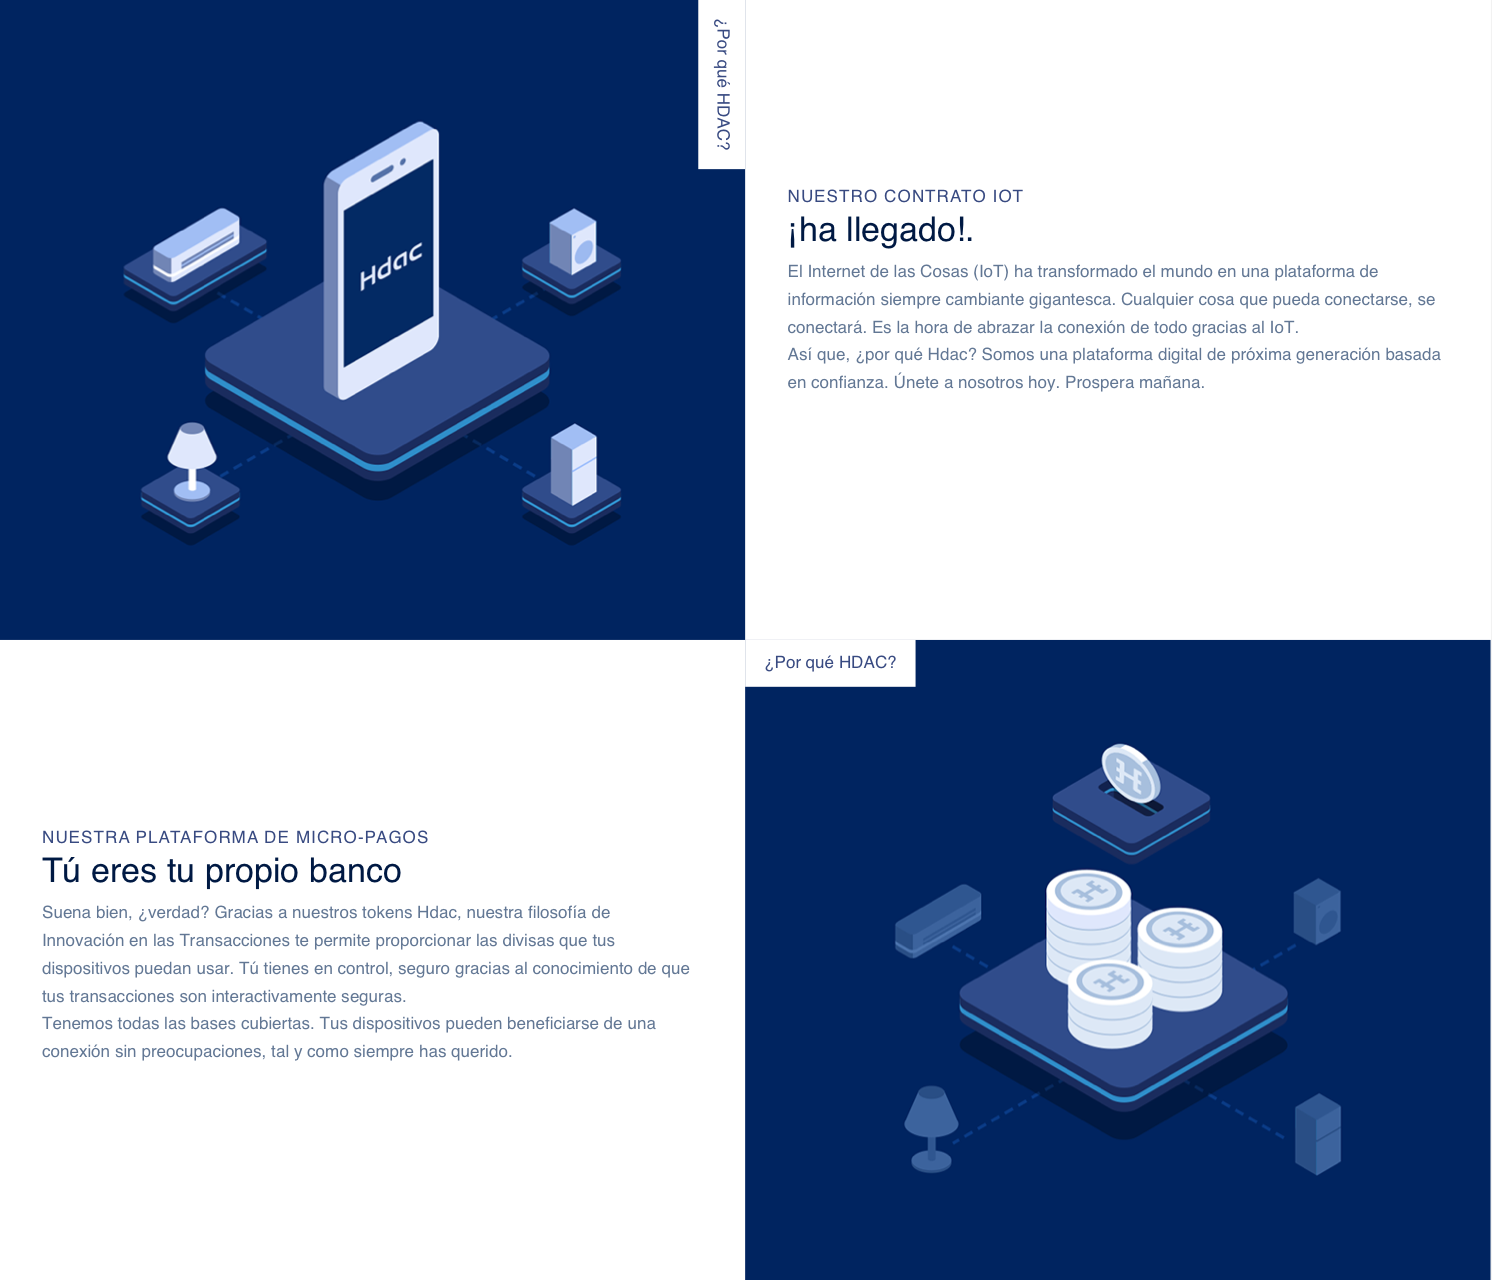 ¿Por qué HDAC?
Hdac
NUESTRO CONTRATO IOT
¡ha llegado!.
El Internet de las Cosas (IoT) ha transformado el mundo en una plataforma de
información siempre cambiante gigantesca. Cualquier cosa que pueda conectarse, se
conectará. Es la hora de abrazar la conexión de todo gracias al IoT.
Así que, ¿por qué Hdac? Somos una plataforma digital de próxima generación basada
en confianza. Únete a nosotros hoy. Prospera mañana.
NUESTRA PLATAFORMA DE MICRO-PAGOS
Tú eres tu propio banco
Suena bien, ¿verdad? Gracias a nuestros tokens Hdac, nuestra filosofía de
Innovación en las Transacciones te permite proporcionar las divisas que tus
dispositivos puedan usar. Tú tienes en control, seguro gracias al conocimiento de que
tus transacciones son interactivamente seguras.
Tenemos todas las bases cubiertas. Tus dispositivos pueden beneficiarse de una
conexión sin preocupaciones, tal y como siempre has querido.
¿Por qué HDAC?